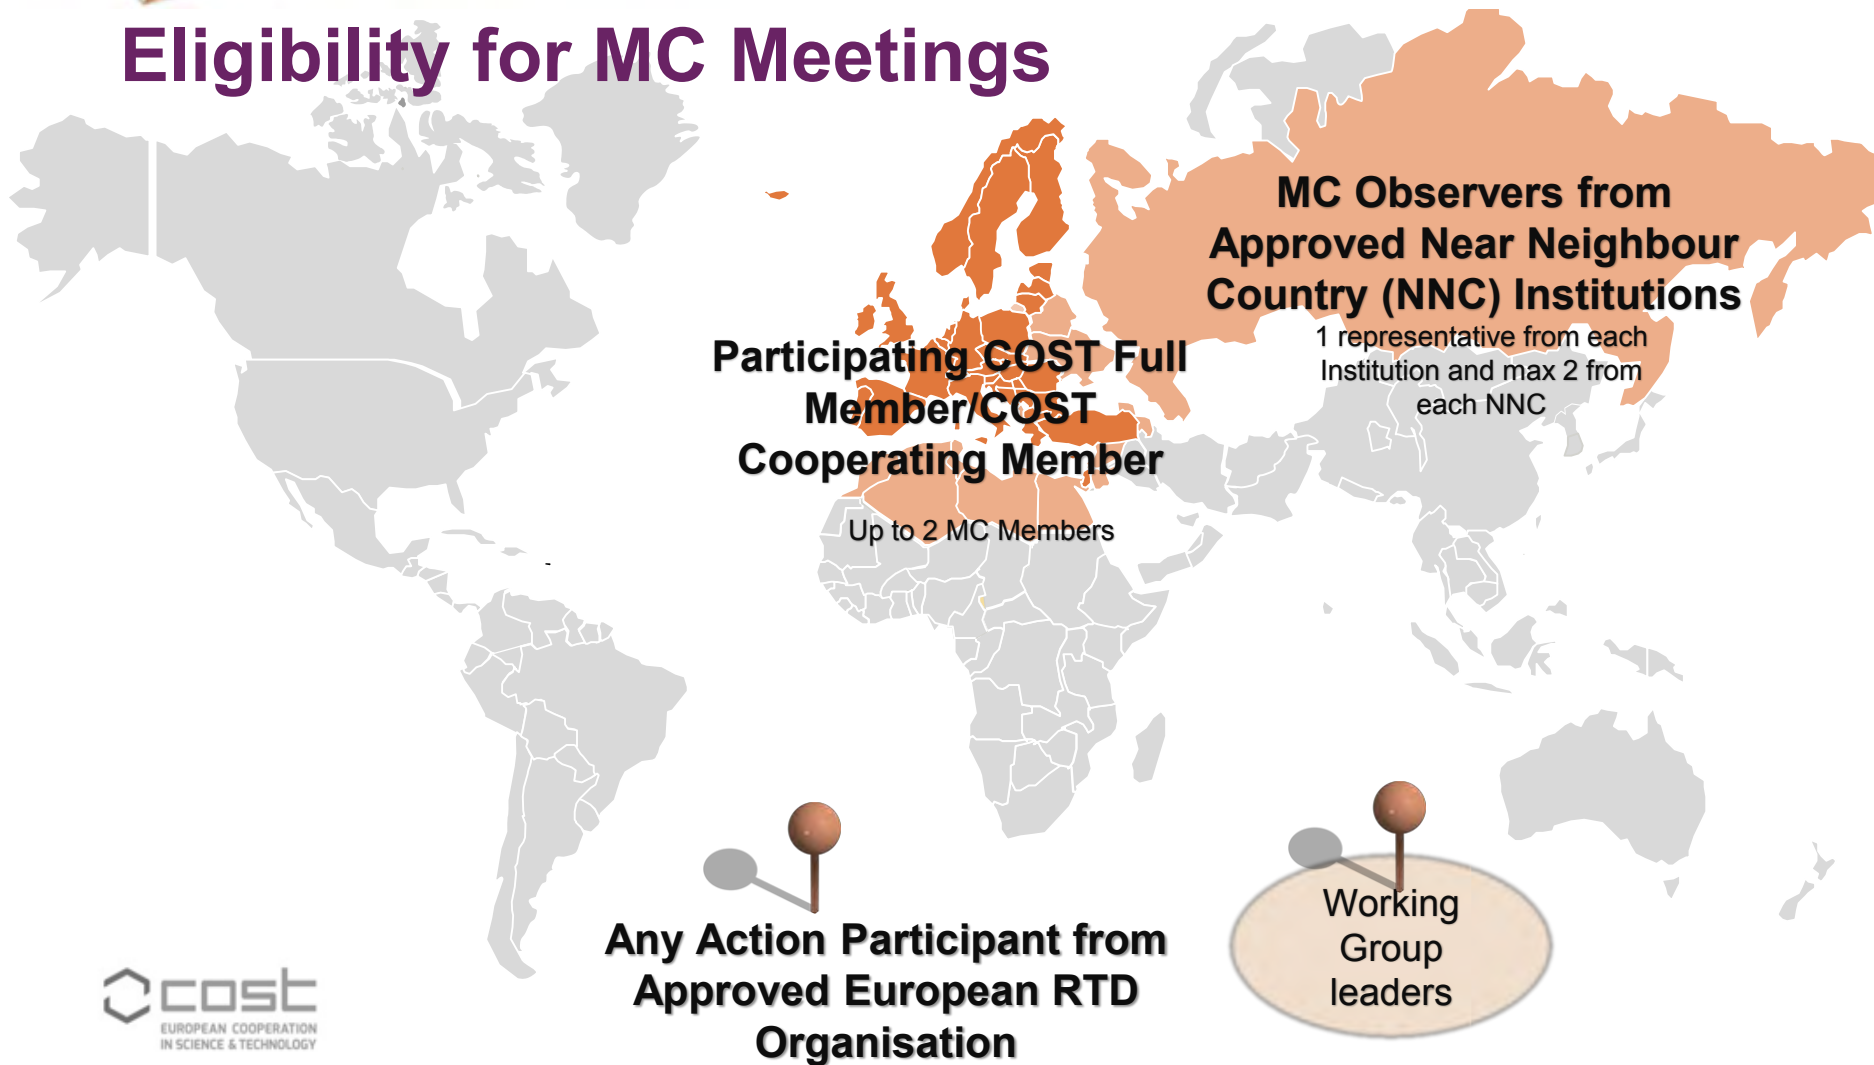 Eligibility for MC Meetings
MC Observers from
Approved Near Neighbour
Country (NNC) Institutions
1 representative from each
Institution and max 2 from
each NNC
Participating COST Full
Member/COST
Cooperating Member
Up to 2 MC Members
Any Action Participant from
Approved European RTD
Organisation
Working
Group
leaders
cost
EUROPEAN COOPERATION
IN SCIENCE & TECHNOLOGY